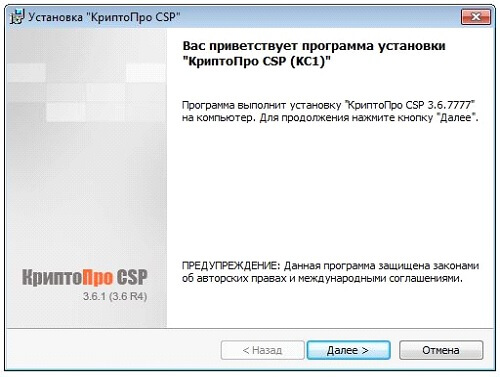 Установка "КриптоПро CSP"
Вас приветствует программа установки
"КриптоПро CSP (KC1)"
Программа выполнит установку "КриптоПро CSP 3.6.7777"
на компьютер. Для продолжения нажмите кнопку "Далее".
КриптоПро CSP
3.6.1 (3.6 R4)
ПРЕДУПРЕЖДЕНИЕ: Данная программа защищена законами
об авторских правах и международными соглашениями.
< Назад
Далее >
Отмена